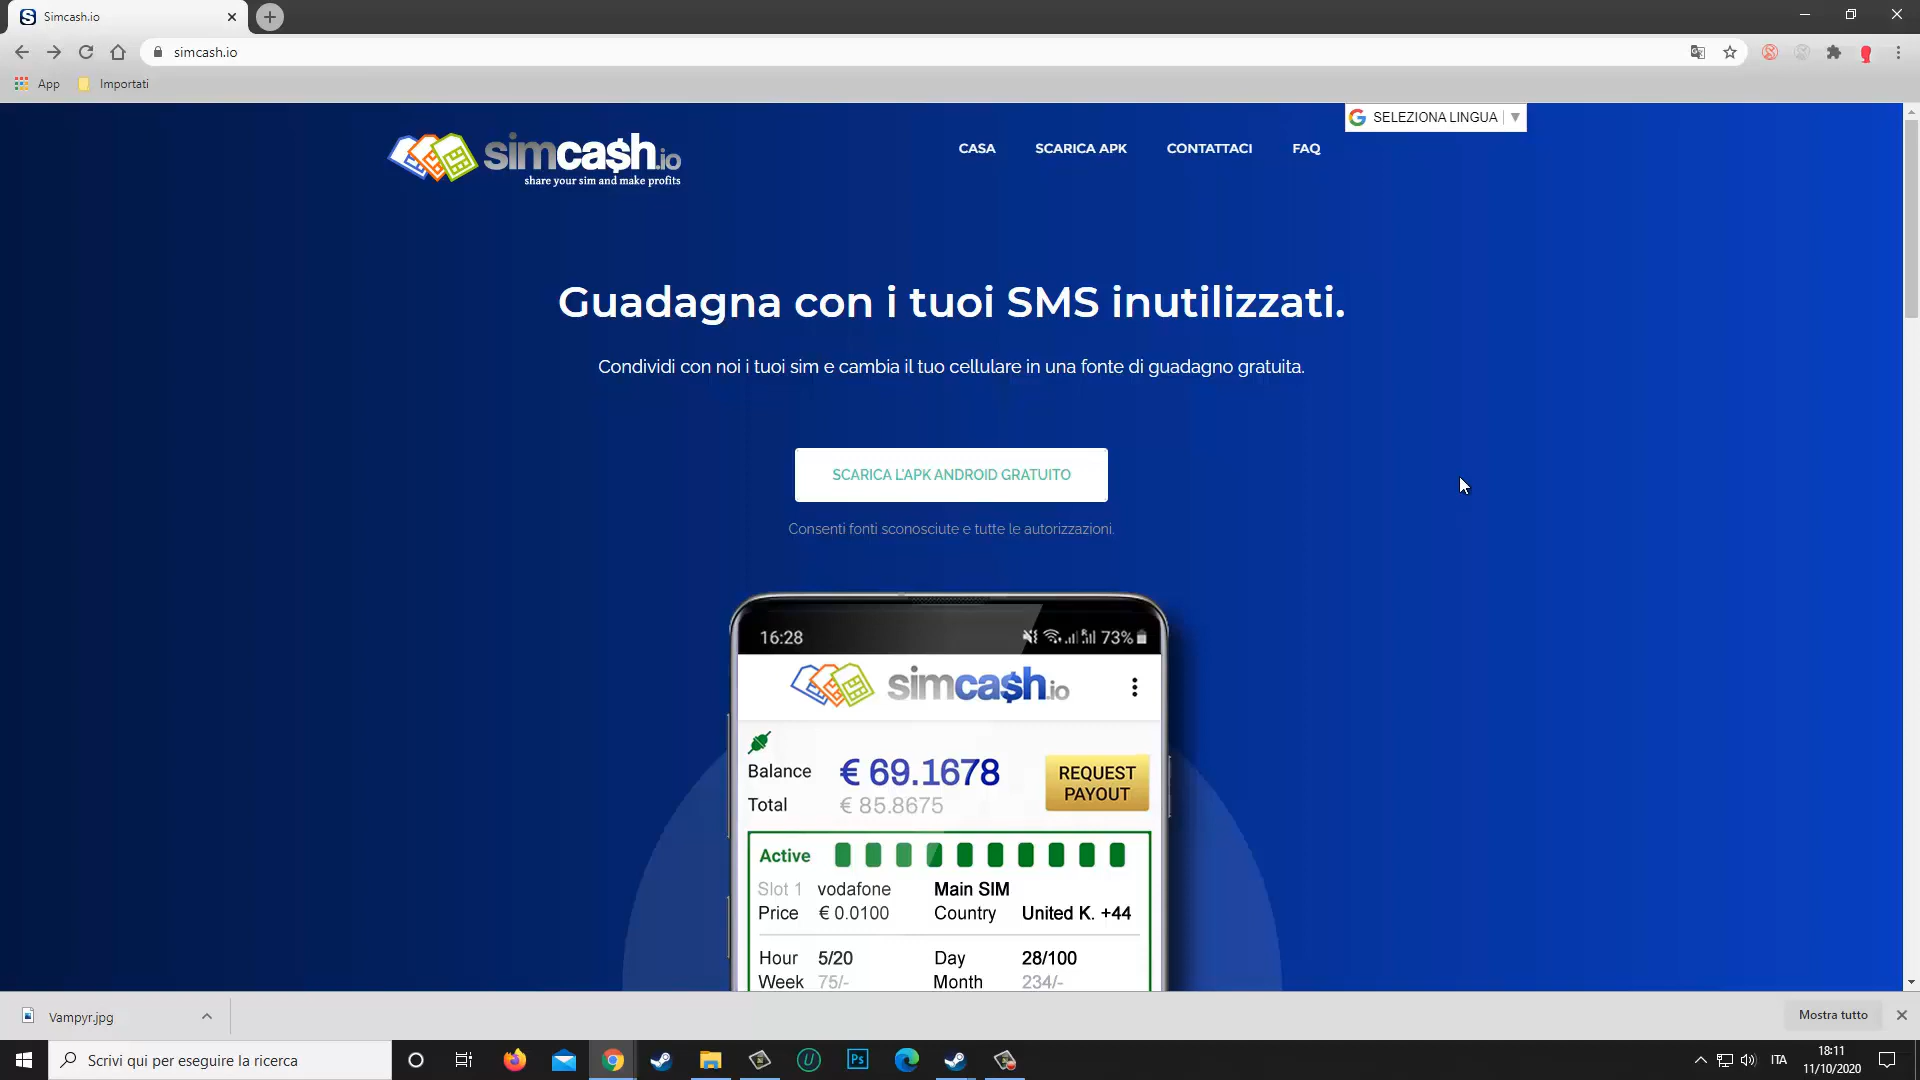 Simcash.io
simcash.io
App
Importati
SELEZIONA LINGUA
simcash.io
share your sim and make profits
CASA
SCARICA APK
CONTATTACI
FAQ
Guadagna con i tuoi SMS inutilizzati.
Condividi con noi i tuoi sim e cambia il tuo cellulare in una fonte di guadagno gratuita.
SCARICA L'APK ANDROID GRATUITO
Consenti fonti sconosciute e tutte le autorizzazioni.
16:28
73%
simcash.io
Balance € 69.1678
REQUEST PAYOUT
Total € 85.8675
Active
Slot 1 vodafone Main SIM
Price € 0.0100 Country United K. +44
Hour 5/20 Day 28/100
Week 75/- Month 234/-
Vampyr.jpg
Mostra tutto
Scrivi qui per eseguire la ricerca
Ps
ITA
18:11
11/10/2020